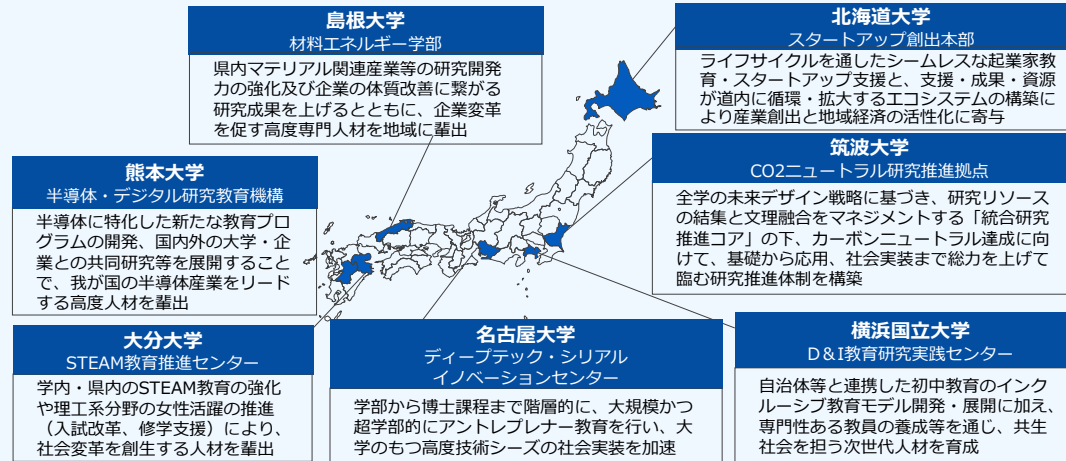 島根大学
材料エネルギー学部
県内マテリアル関連産業等の研究開発
力の強化及び企業の体質改善に繋がる
研究成果を上げるとともに、企業変革
を促す高度専門人材を地域に輩出
北海道大学
スタートアップ創出本部
ライフサイクルを通したシームレスな起業家教
育・スタートアップ支援と、支援・成果・資源
が道内に循環・拡大するエコシステムの構築に
より産業創出と地域経済の活性化に寄与
熊本大学
半導体・デジタル研究教育機構
半導体に特化した新たな教育プロ
グラムの開発、国内外の大学・企
業との共同研究等を展開すること
で、我が国の半導体産業をリード
する高度人材を輩出
筑波大学
CO2ニュートラル研究推進拠点
全学の未来デザイン戦略に基づき、研究リソース
の結集と文理融合をマネジメントする「統合研究
推進コア」の下、カーボンニュートラル達成に向
けて、基礎から応用、社会実装まで総力を上げて
臨む研究推進体制を構築
大分大学
STEAM教育推進センター
学内・県内のSTEAM教育の強化
や理工系分野の女性活躍の推進
（入試改革、修学支援）により、
社会変革を創生する人材を輩出
名古屋大学
ディープテック・シリアル
イノベーションセンター
学部から博士課程まで階層的に、大規模かつ
超学部的にアントレプレナー教育を行い、大
学のもつ高度技術シーズの社会実装を加速
横浜国立大学
D&I教育研究実践センター
自治体等と連携した初中教育のインク
ルーシブ教育モデル開発・展開に加え、
専門性ある教員の養成等を通じ、共生
社会を担う次世代人材を育成